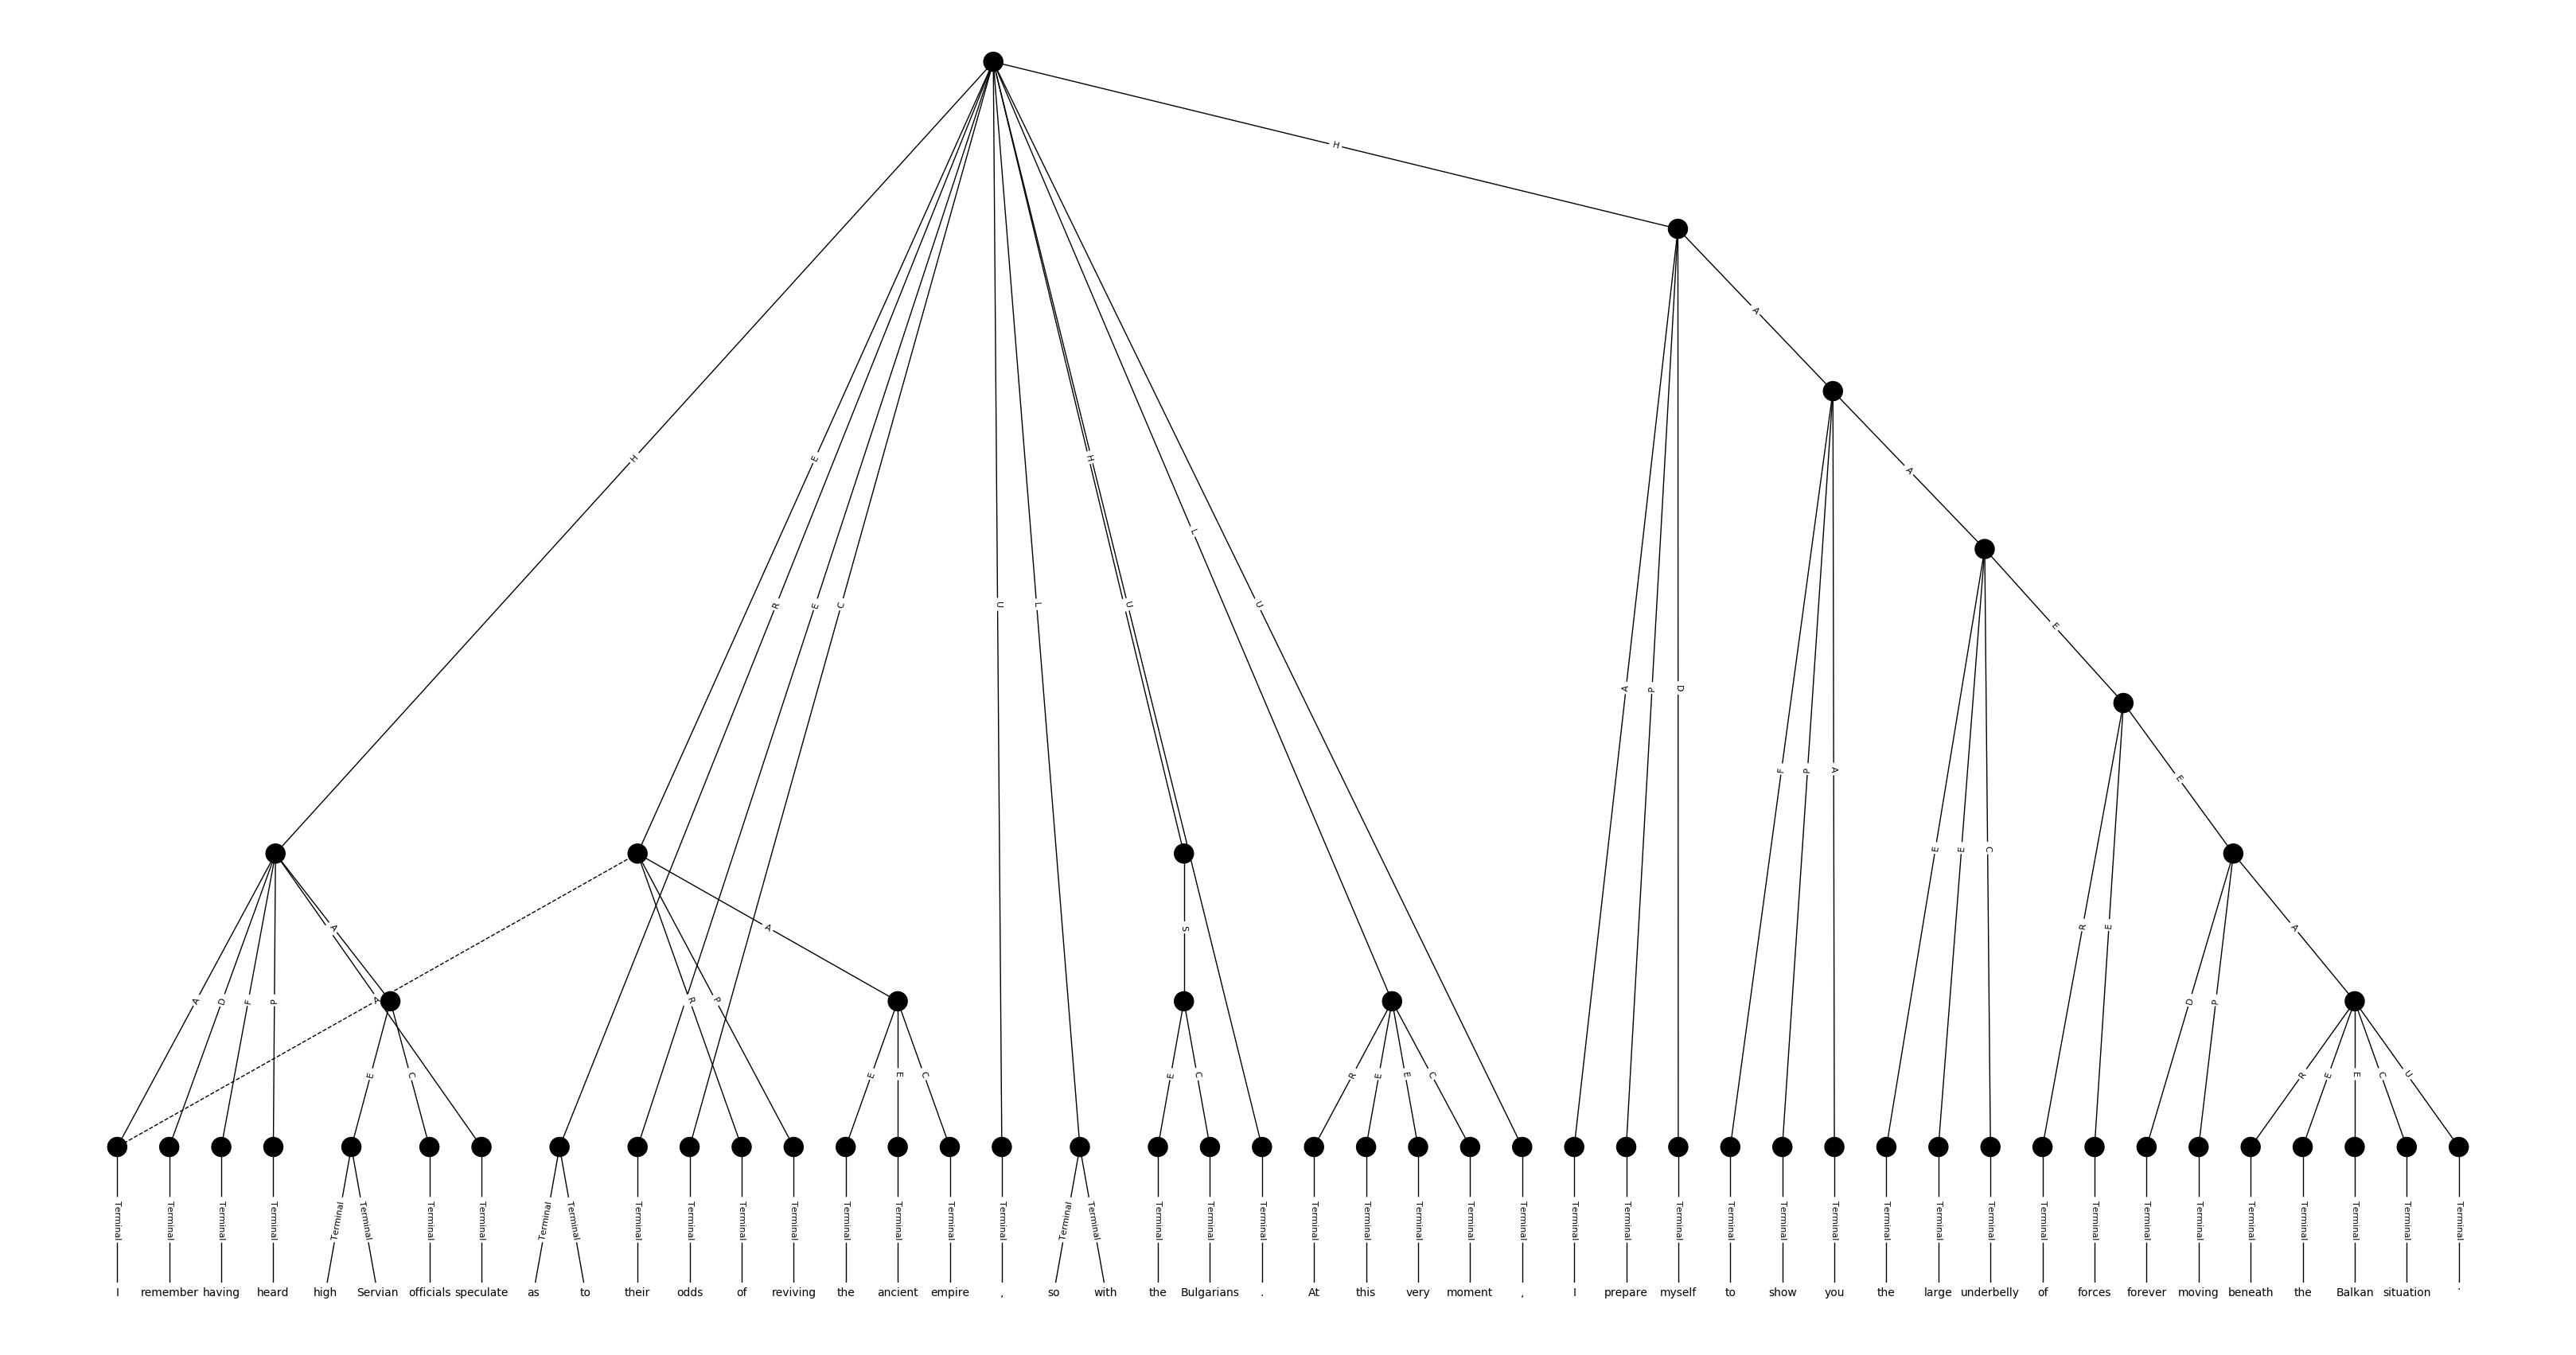 H
A
H E H A
L
R E C U L U U E
A P D
F P A E
E E C
A A S R E A
A D F P A R P D P
E C E E C E C R E E C R E E C U
Terminal Terminal Terminal Terminal Terminal Terminal Terminal Terminal Terminal Terminal Terminal Terminal Terminal Terminal Terminal Terminal Terminal Terminal Terminal Terminal Terminal Terminal Terminal Terminal Terminal Terminal Terminal Terminal Terminal Terminal Terminal Terminal Terminal Terminal Terminal Terminal Terminal Terminal Terminal Terminal Terminal Terminal Terminal Terminal Terminal Terminal
I remember having heard high Servian officials speculate as to their odds of reviving the ancient empire , so with the Bulgarians . At this very moment , I prepare myself to show you the large underbelly of forces forever moving beneath the Balkan situation .